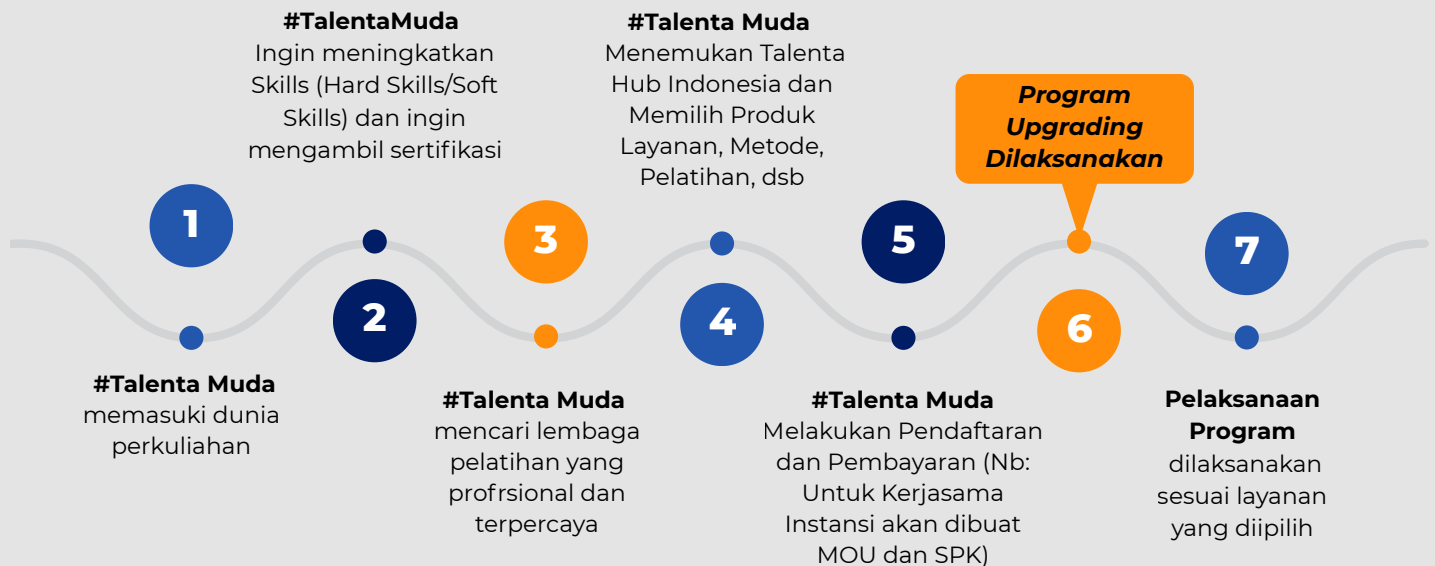 1
#Talenta Muda
memasuki dunia
perkuliahan
#TalentaMuda
Ingin meningkatkan
Skills (Hard Skills/Soft
Skills) dan ingin
mengambil sertifikasi
2
3
#Talenta Muda
mencari lembaga
pelatihan yang
profrsional dan
terpercaya
#Talenta Muda
Menemukan Talenta
Hub Indonesia dan
Memilih Produk
Layanan, Metode,
Pelatihan, dsb
4
5
#Talenta Muda
Melakukan Pendaftaran
dan Pembayaran (Nb:
Untuk Kerjasama
Instansi akan dibuat
MOU dan SPK)
Program
Upgrading
Dilaksanakan
6
7
Pelaksanaan
Program
dilaksanakan
sesuai layanan
yang diipilih